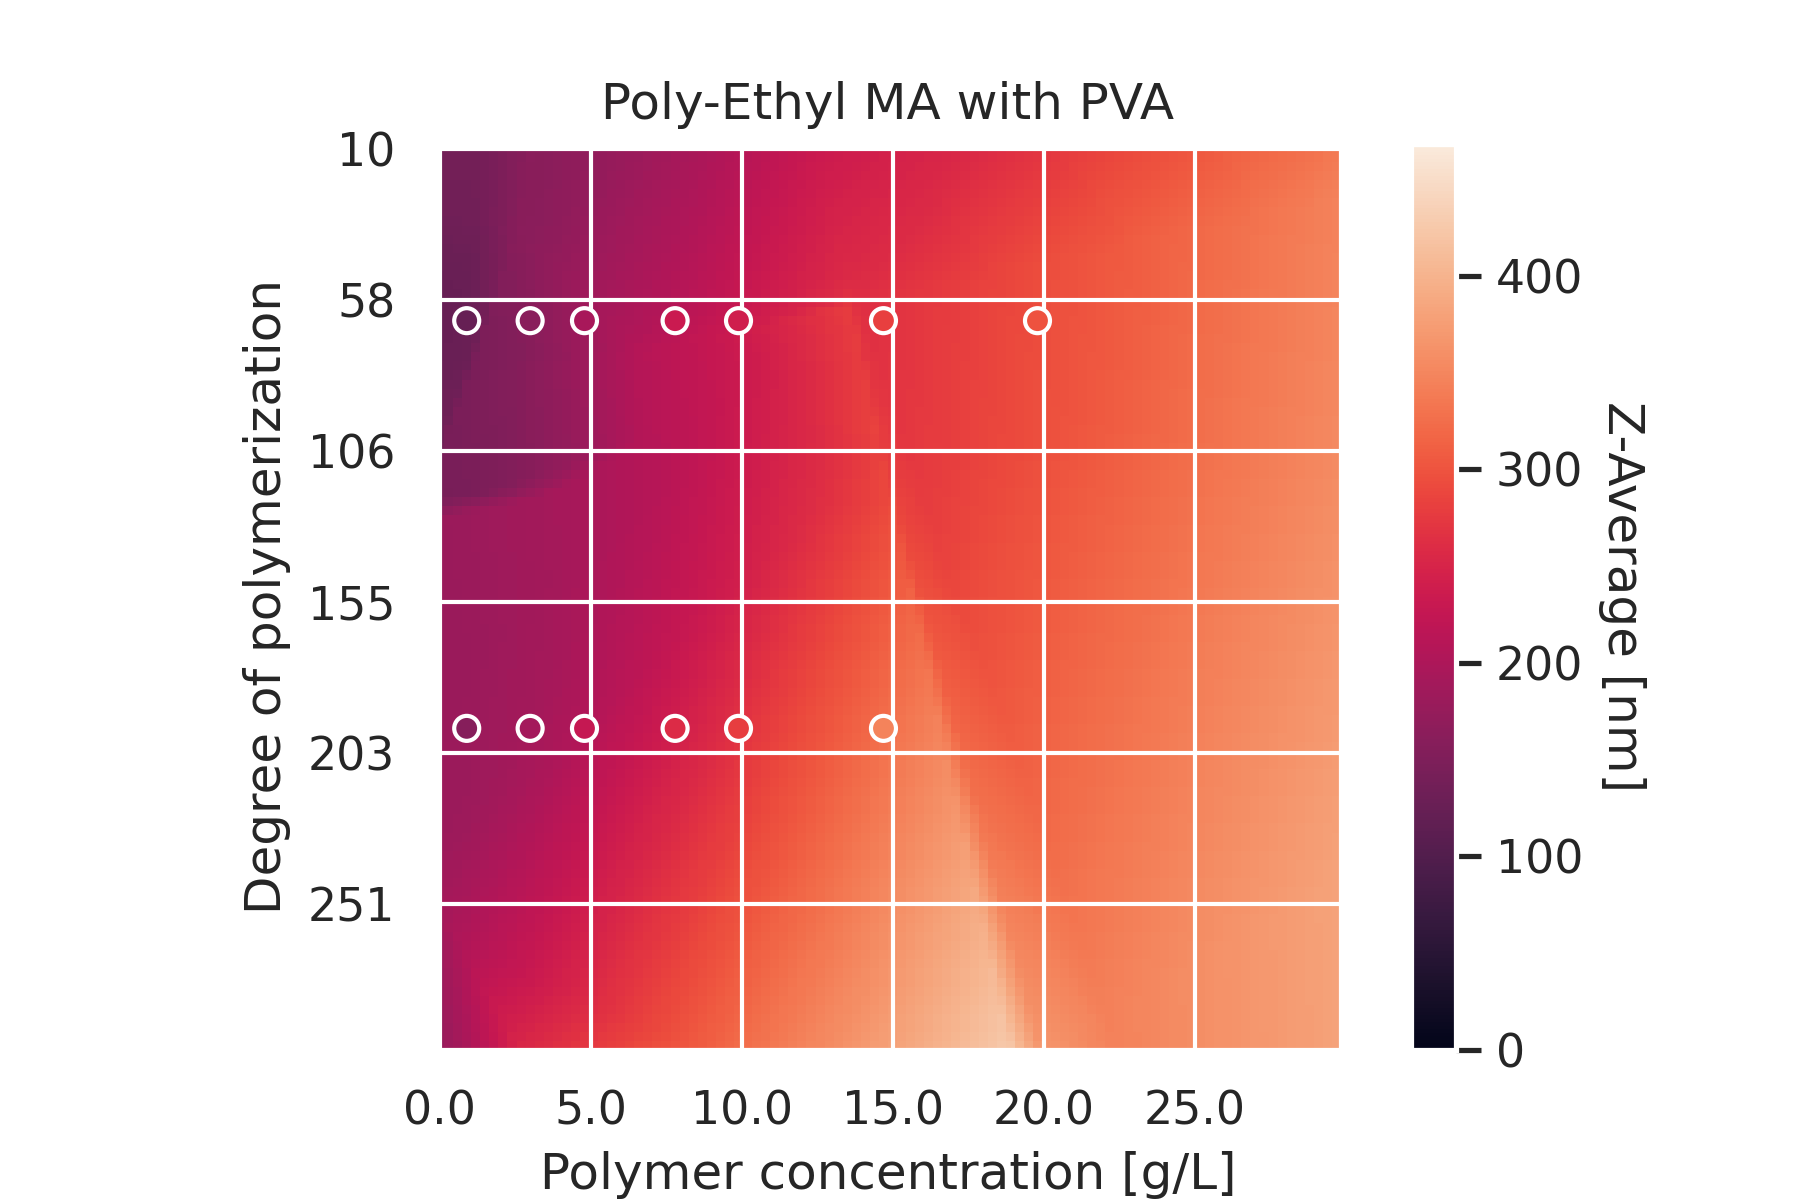 Poly-Ethyl MA with PVA
10
58
106
155
203
251
Degree of polymerization
0.0 5.0 10.0 15.0 20.0 25.0
Polymer concentration [g/L]
400
300
200
100
0
Z-Average [nm]